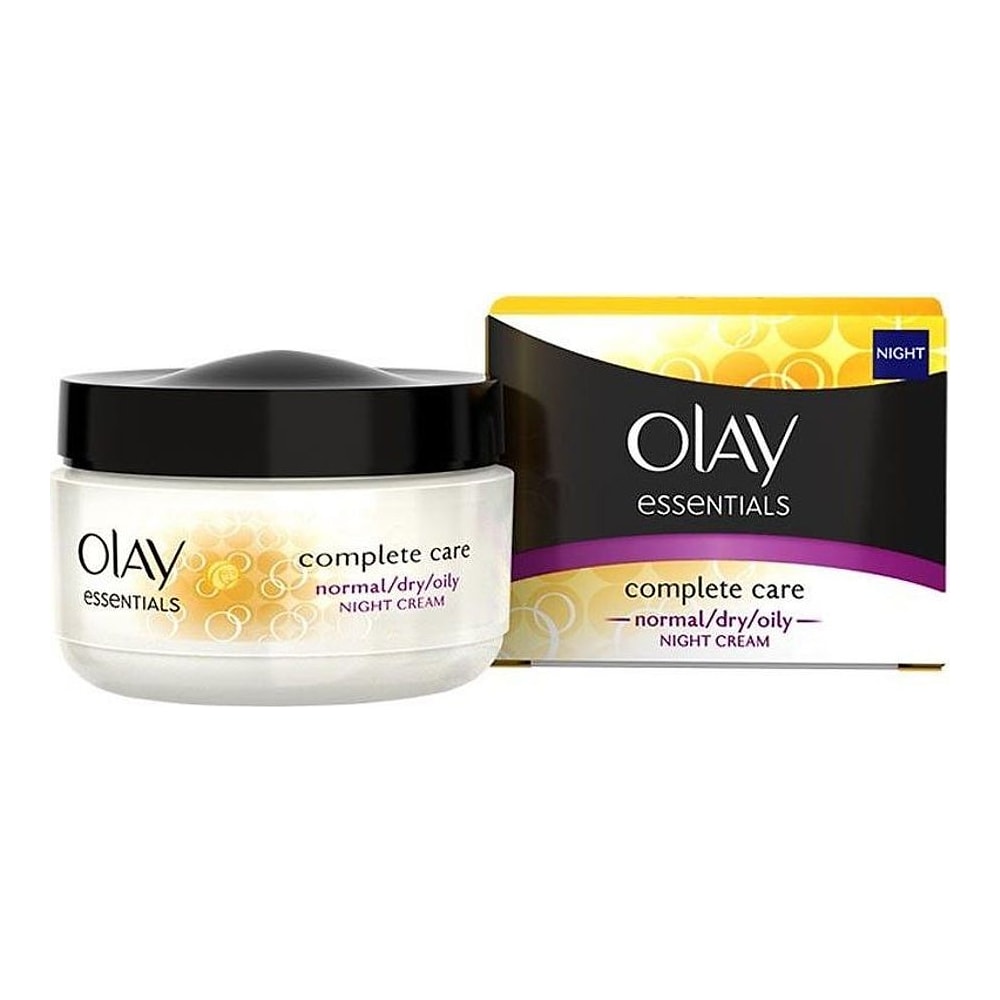 OLAY
ESSENTIALS
complete care
normal/dry/oily
NIGHT CREAM
NIGHT
OLAY
ESSENTIALS
complete care
normal/dry/oily
NIGHT CREAM